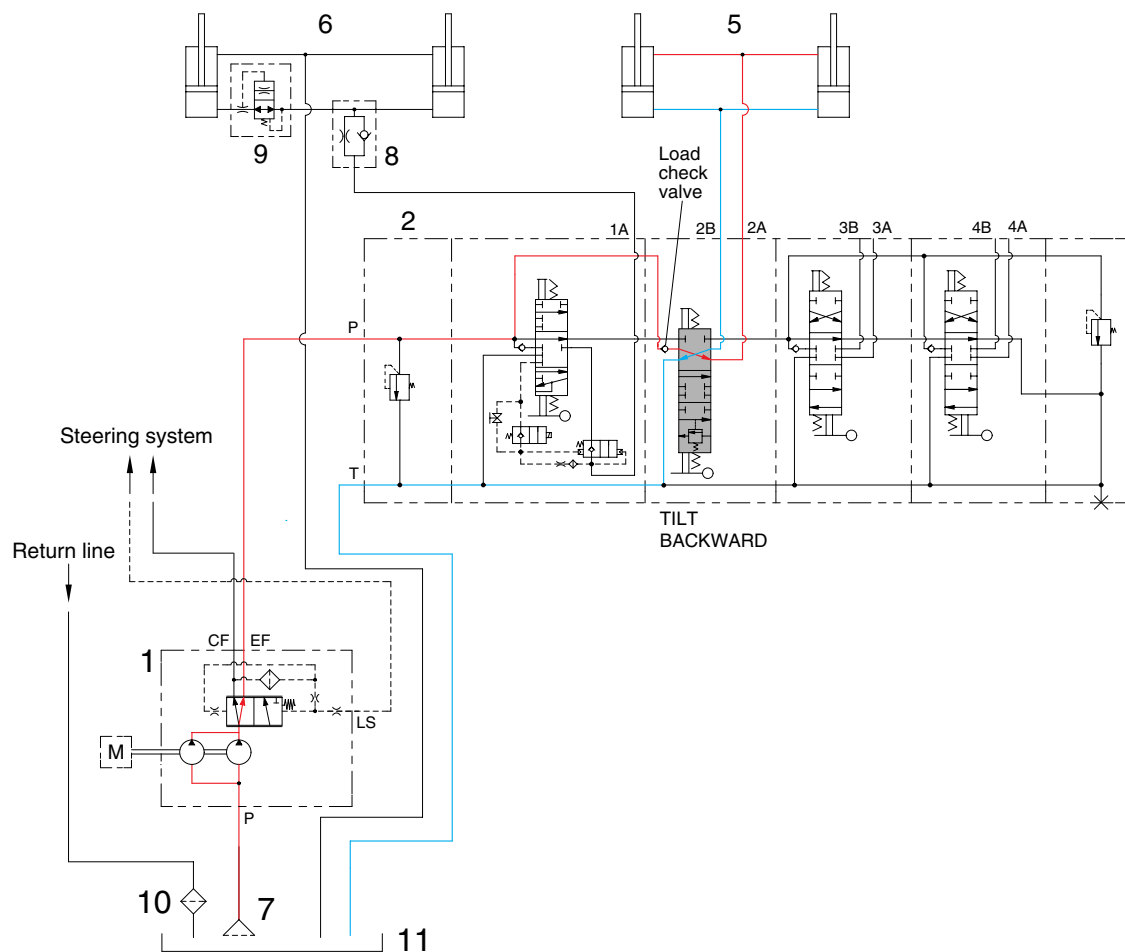 6
5
9
8
Load
check
valve
2
1A
2B
2A
3B
3A
4B
4A
P
Steering system
T
TILT
BACKWARD
Return line
CF
EF
1
LS
M
P
10
7
11